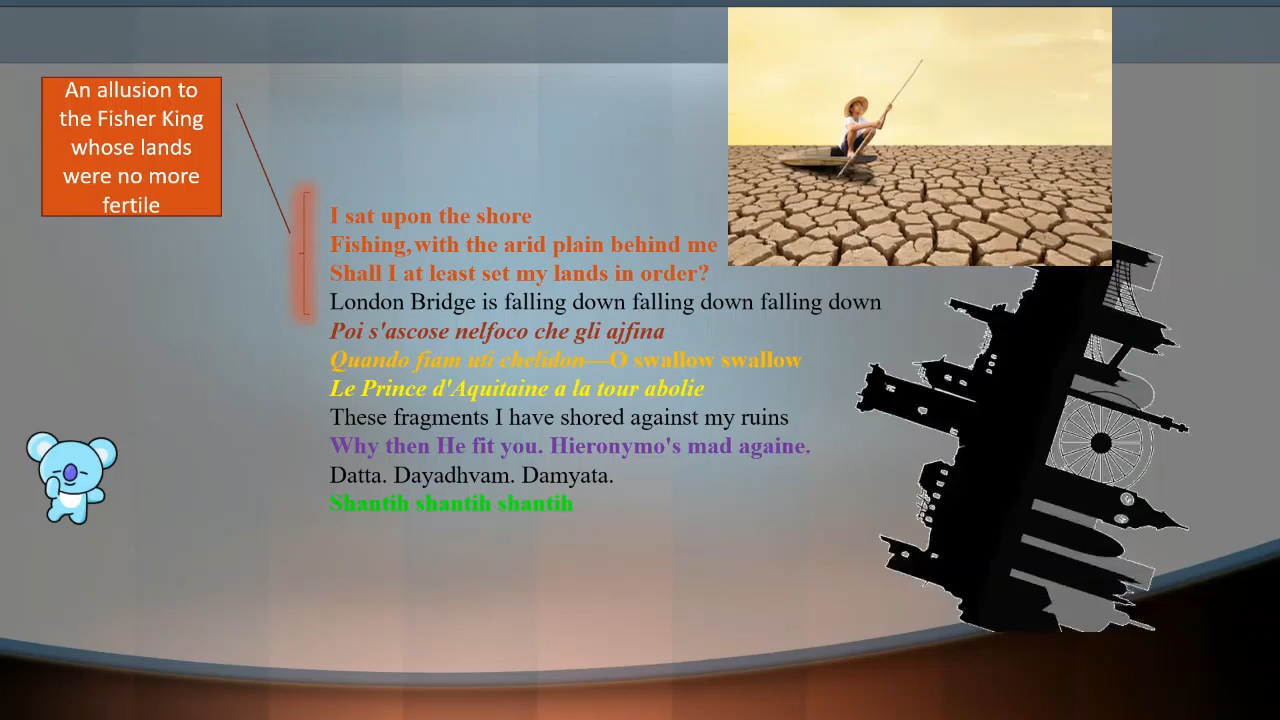 An allusion to
the Fisher King
whose lands
were no more
fertile
I sat upon the shore
Fishing, with the arid plain behind me
Shall I at least set my lands in order?
London Bridge is falling down falling down falling down
Poi s'ascose nelfoco che gli ajfina
Quando fiam uti chelidon—O swallow swallow
Le Prince d'Aquitaine a la tour abolie
These fragments I have shored against my ruins
Why then He fit you. Hieronymo's mad againe.
Datta. Dayadhvam. Damyata.
Shantih shantih shantih